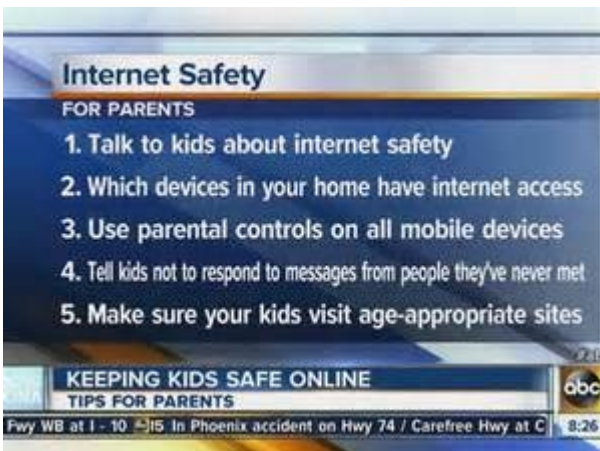 Internet Safety
FOR PARENTS
1. Talk to kids about internet safety
2. Which devices in your home have internet access
3. Use parental controls on all mobile devices
4. Tell kids not to respond to messages from people they've never met
5. Make sure your kids visit age-appropriate sites
KEEPING KIDS SAFE ONLINE
TIPS FOR PARENTS
abc
Fwy WB at I - 10 I5 In Phoenix accident on Hwy 74 / Carefree Hwy at C
8:26